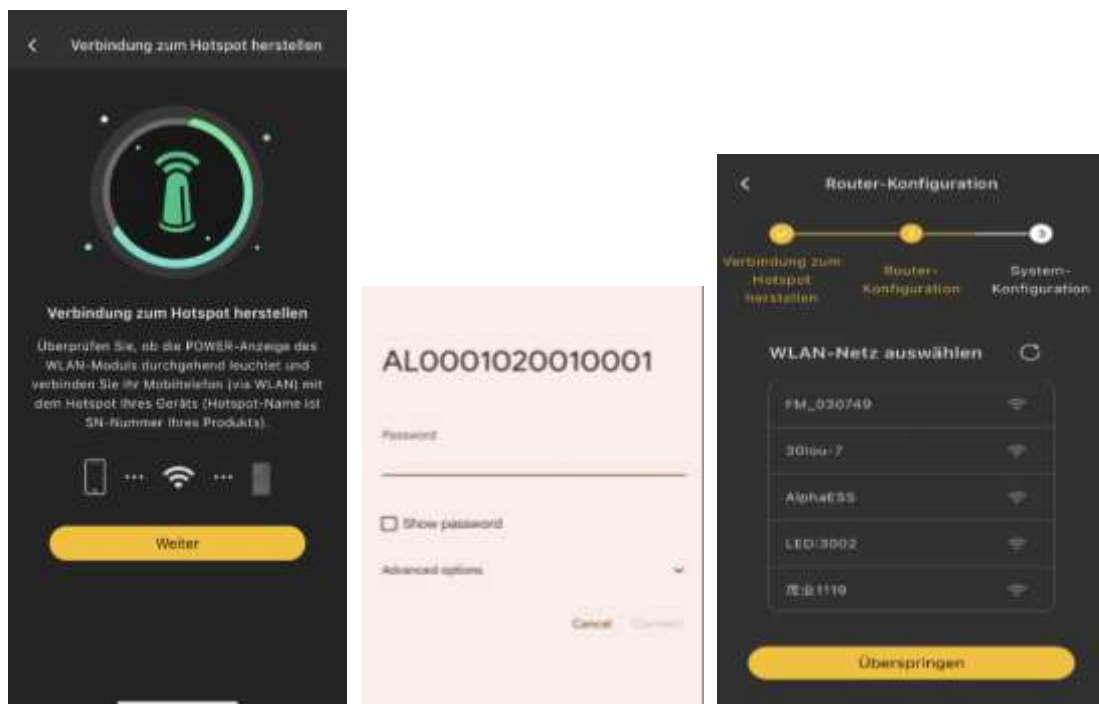 Verbindung zum Hotspot herstellen
Verbindung zum Hotspot herstellen
Überprüfen Sie, ob die POWER-Anzeige des
WLAN-Moduls durchgehend leuchtet und
verbinden Sie Ihr Mobiltelefon (via WLAN) mit
dem Hotspot Ihres Geräts (Hotspot-Name ist
SN-Nummer Ihres Produkts).
Weiter
AL0001020010001
Password
Show password
Advanced options
Cancel Connect
Router-Konfiguration
3
Verbindung zum
Hotspot
herstellen
Router-
Konfiguration
System-
Konfiguration
WLAN-Netz auswählen
FM_030749
AlphaESS
LED:3002
Überspringen